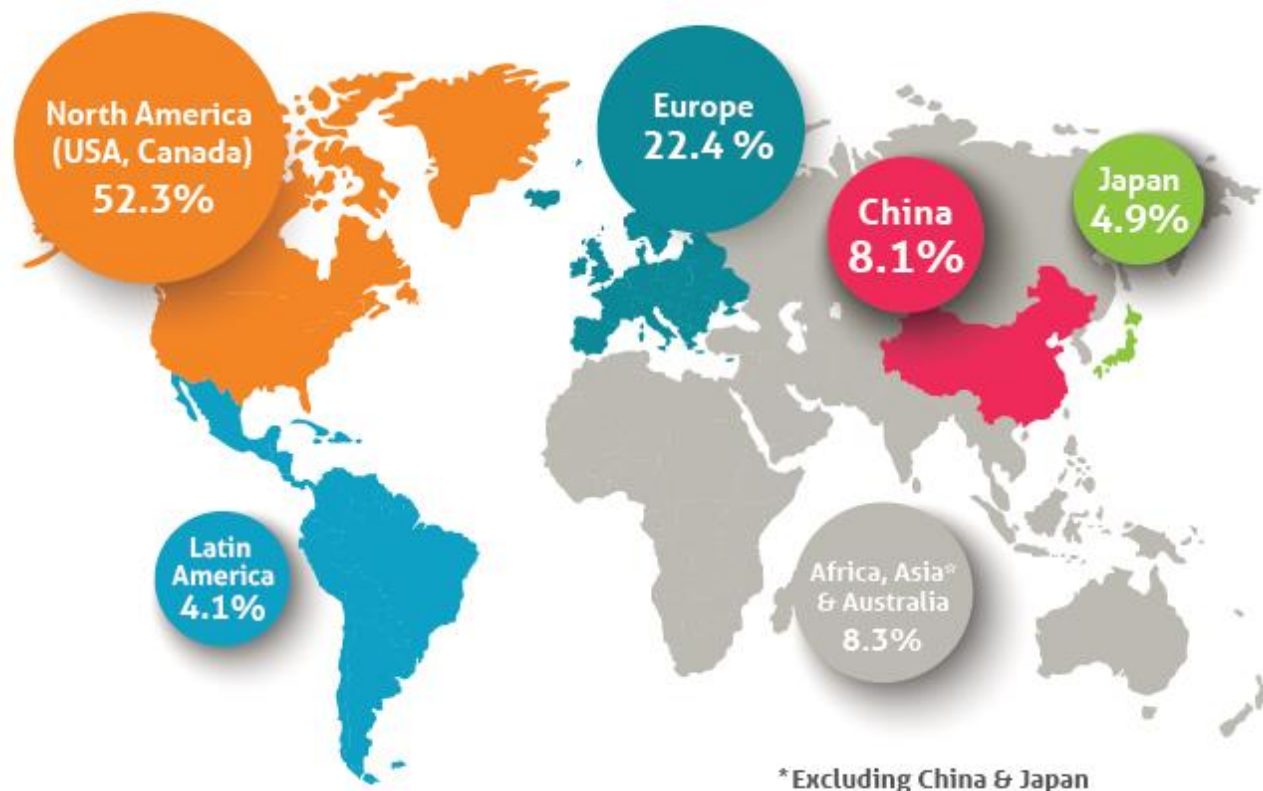 North America
(USA, Canada)
52.3%
Europe
22.4 %
China
8.1%
Japan
4.9%
Latin
America
4.1%
Africa, Asia*
& Australia
8.3%
*Excluding China & Japan